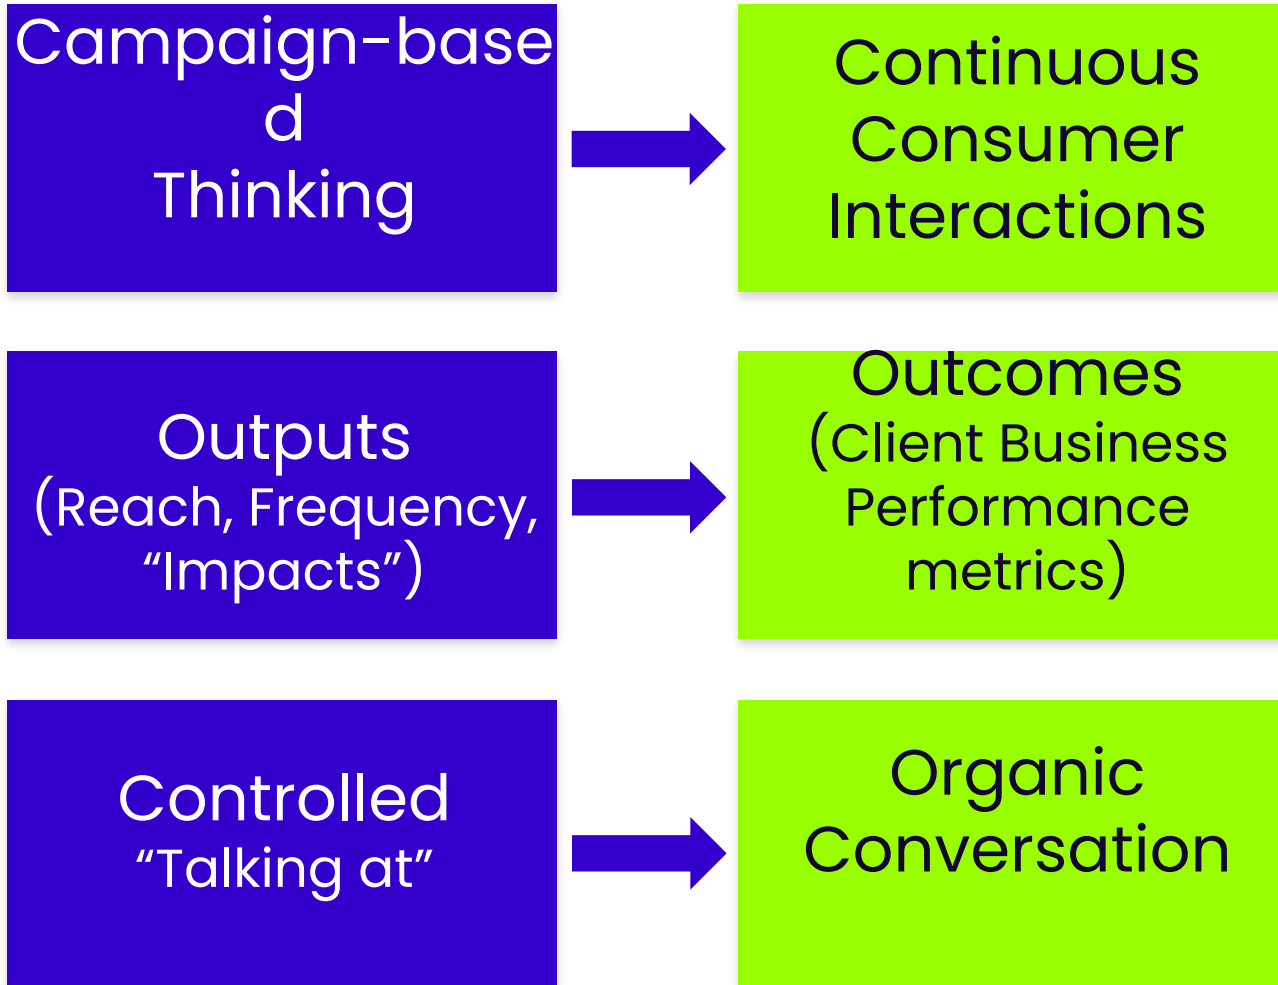 Campaign-base
d
Thinking
Continuous
Consumer
Interactions
Outputs
(Reach, Frequency,
“Impacts”)
Outcomes
(Client Business
Performance
metrics)
Controlled
“Talking at”
Organic
Conversation